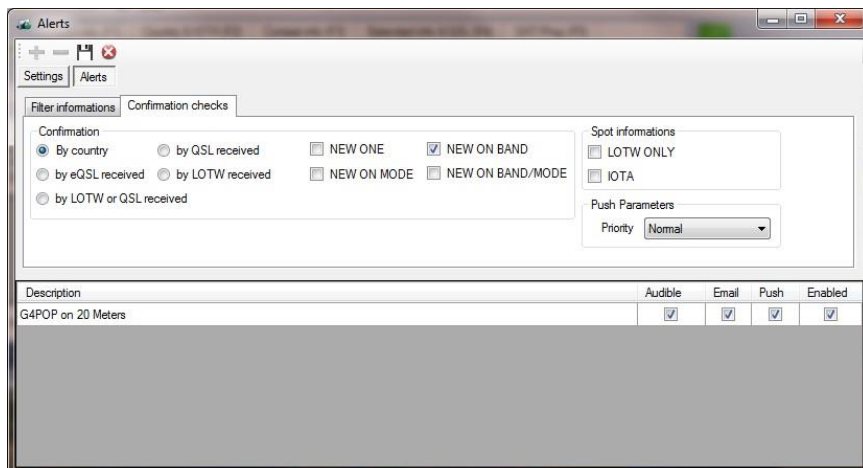 Alerts
Settings Alerts
Filter informations Confirmation checks
Confirmation
By country by QSL received NEW ONE NEW ON BAND
by eQSL received by LOTW received NEW ON MODE NEW ON BAND/MODE
by LOTW or QSL received
Spot informations
LOTW ONLY
IOTA
Push Parameters
Priority Normal
Description Audible Email Push Enabled
G4POP on 20 Meters